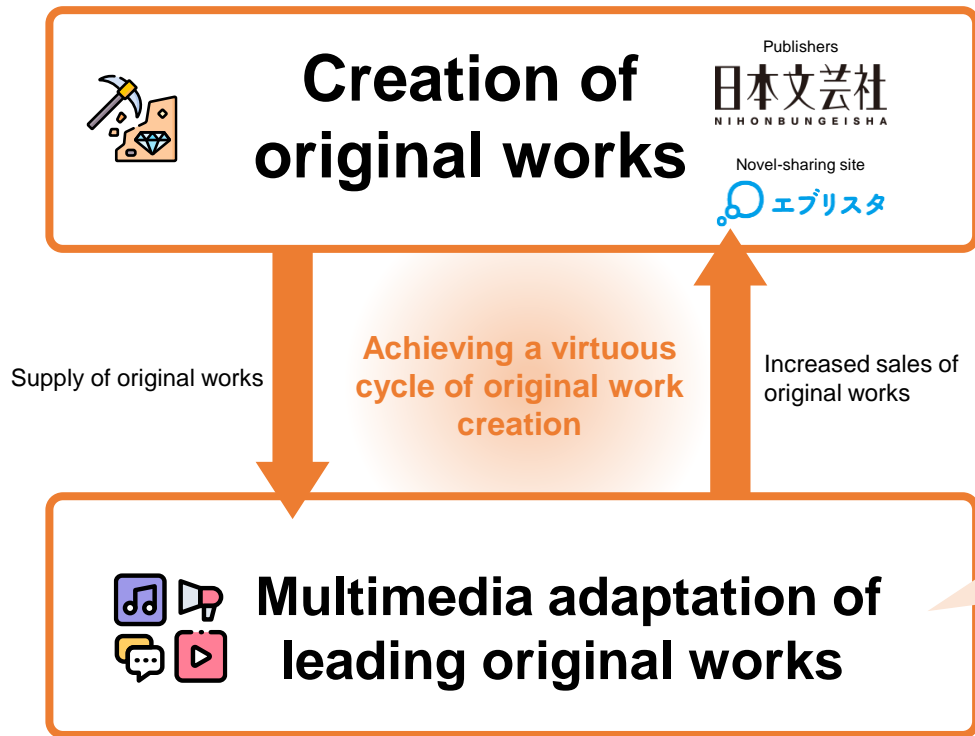 Creation of
original works
Publishers
日本文芸社
NIHONBUNGEISHA
Novel-sharing site
エブリスタ
Supply of original works
Achieving a virtuous
cycle of original work
creation
Increased sales of
original works
Multimedia adaptation of
leading original works